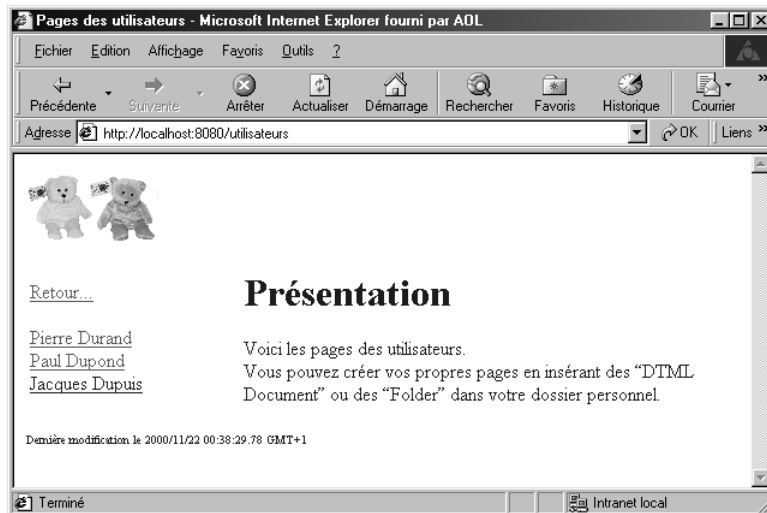 Pages des utilisateurs - Microsoft Internet Explorer fourni par AOL
Fichier Edition Affichage Favoris Outils ?
Précédente Suivante Arrêter Actualiser Démarrage Rechercher Favoris Historique Courrier »
Adresse http://localhost:8080/utilisateurs OK Liens »
Retour...
Présentation
Pierre Durand
Paul Dupond
Jacques Dupuis
Voici les pages des utilisateurs.
Vous pouvez créer vos propres pages en insérant des “DTML
Document” ou des “Folder” dans votre dossier personnel.
Dernière modification le 2000/11/22 00:38:29.78 GMT+1
Terminé Intranet local